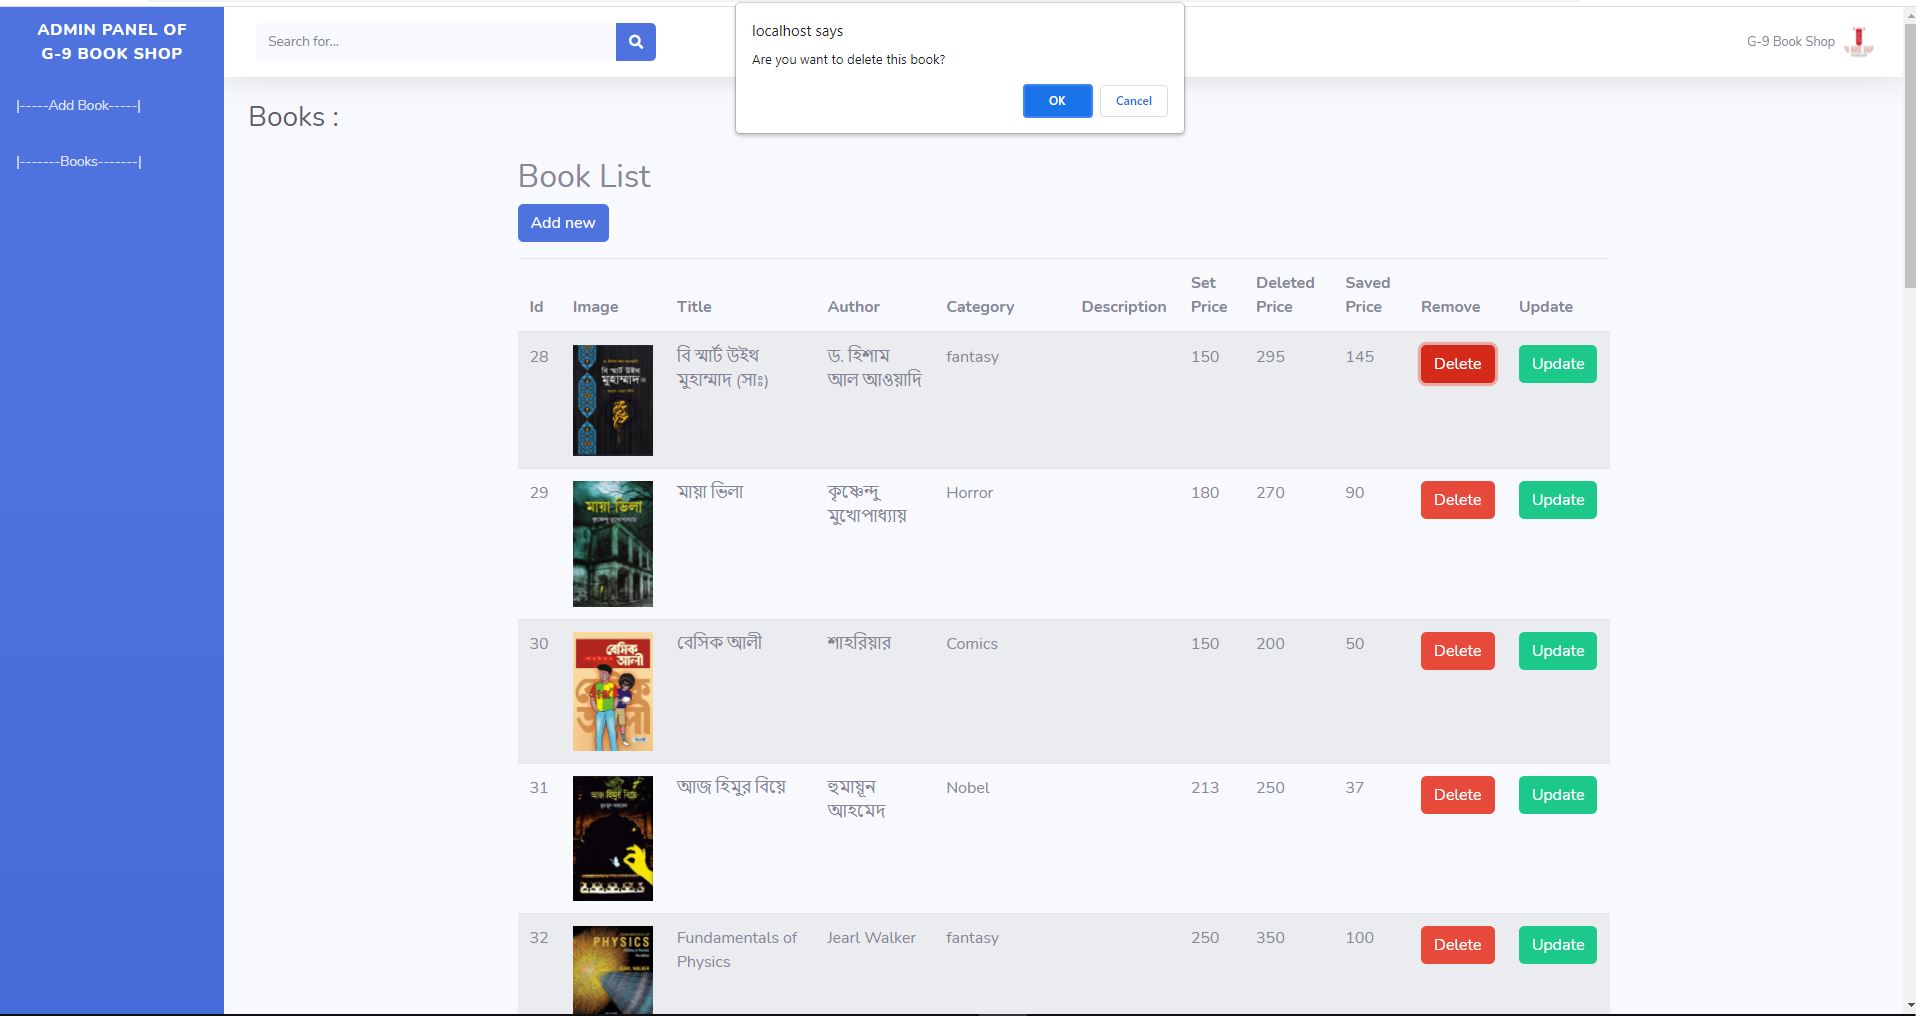 ADMIN PANEL OF
G-9 BOOK SHOP
|-----Add Book-----|
|-------Books-------|
Search for...
G-9 Book Shop
localhost says
Are you want to delete this book?
OK Cancel
Books :
Book List
Add new
Id Image Title Author Category Description Set Price Deleted Price Saved Price Remove Update
28 বি স্মার্ট উইথ ড. হিশাম fantasy 150 295 145 Delete Update
মুহাম্মাদ (সাঃ) আল আওয়াদি
বি স্মার্ট উইথ
মুহাম্মাদ
29 মায়া ভিলা কৃষ্ণেন্দু Horror 180 270 90 Delete Update
মুখোপাধ্যায়
মায়া ভিলা
কৃষ্ণেন্দু মুখোপাধ্যায়
30 বেসিক আলী শাহরিয়ার Comics 150 200 50 Delete Update
বেসিক
আলী
31 আজ হিমুর বিয়ে হুমায়ূন Nobel 213 250 37 Delete Update
আহমেদ
আজ হিমুর বিয়ে
হুমায়ূন আহমেদ
32 Fundamentals of Jearl Walker fantasy 250 350 100 Delete Update
Physics
PHYSICS
JEARL WALKER